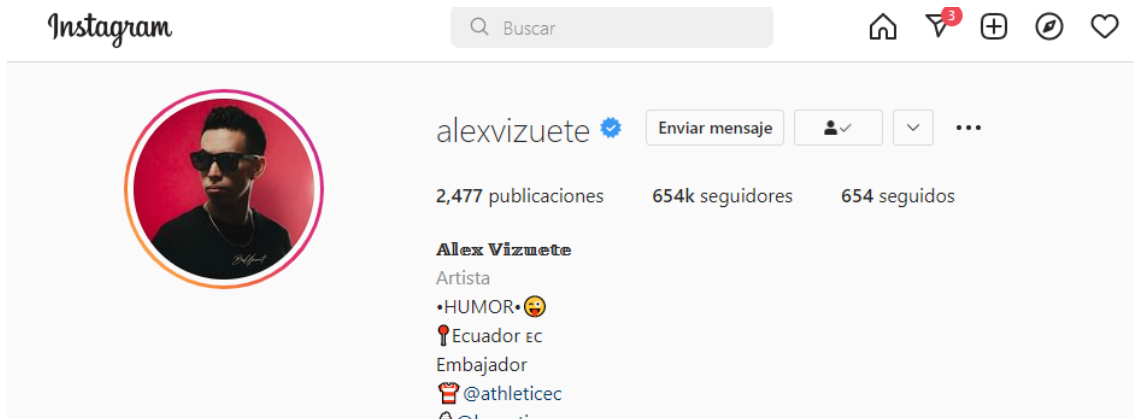 Instagram
Buscar
3
alexvizuete
Enviar mensaje
2,477 publicaciones 654k seguidores 654 seguidos
Alex Vizuete
Artista
•HUMOR•😜
📍Ecuador EC
Embajador
@athleticec